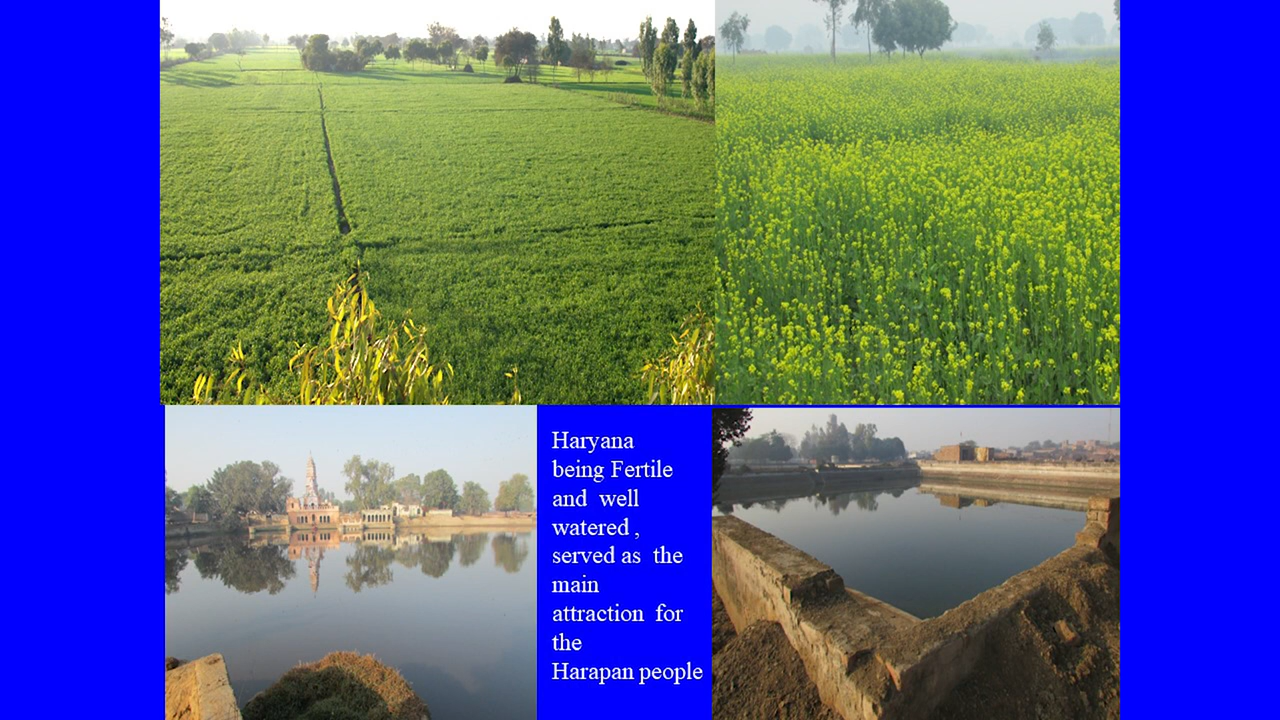 Haryana
being Fertile
and well
watered ,
served as the
main
attraction for
the
Harapan people